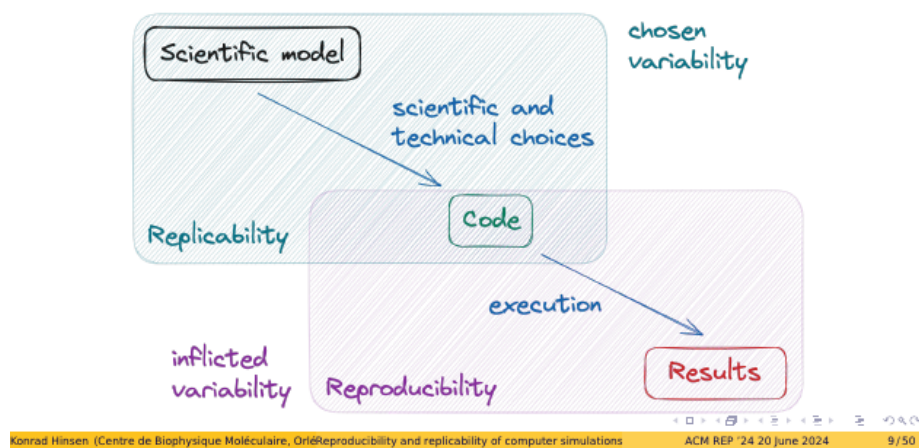 Scientific model
chosen
variability
scientific and
technical choices
Code
Replicability
execution
inflicted
variability
Reproducibility
Results
Konrad Hinsen (Centre de Biophysique Moléculaire, OrléReproducibility and replicability of computer simulations ACM REP '24 20 June 2024 9/50